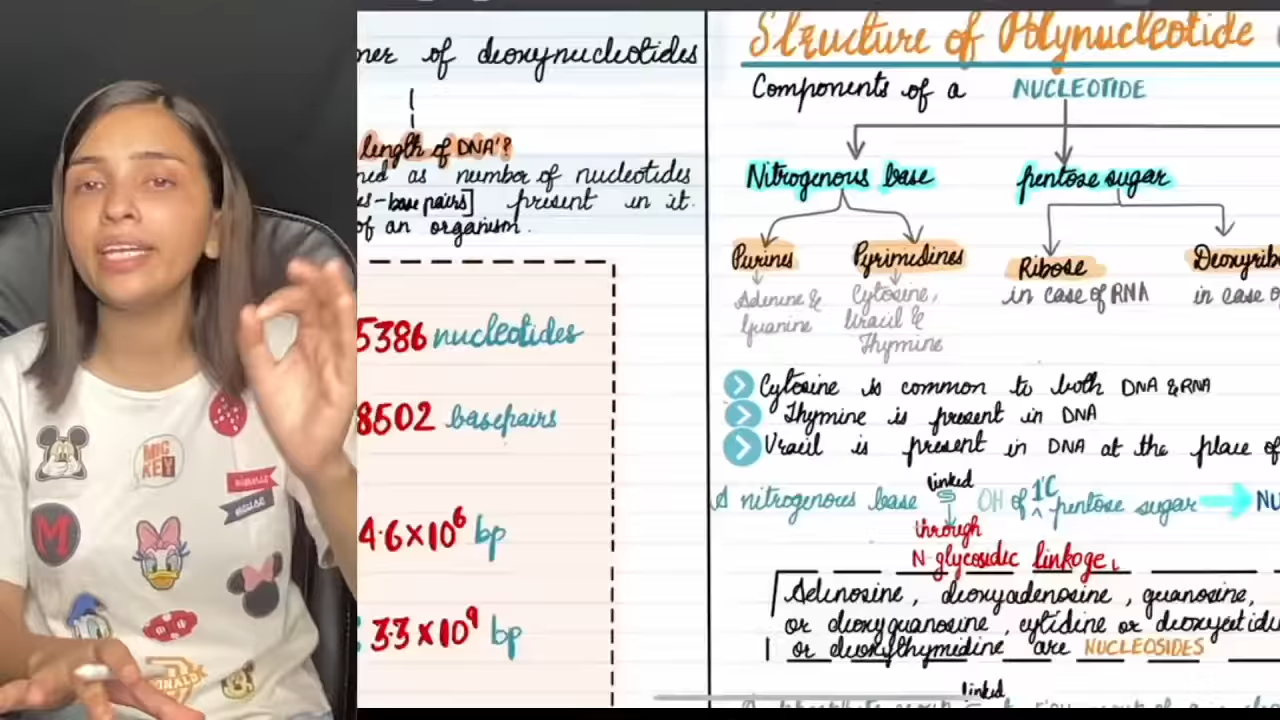 of deoxynucleotides
length of DNA'?
as number of nucleotides
-base pairs] present in it.
of an organism.
5386 nucleotides
8502 basepairs
4.6×10⁶ bp
3.3×10⁹ bp
Structure of Polynucleotide
Components of a NUCLEOTIDE
Nitrogenous base pentose sugar
Purines Pyrimidines Ribose
Adenine & Guanine
Cytosine, Uracil & Thymine
in case of RNA in case
Cytosine is common to both DNA & RNA
Thymine is present in DNA
Uracil is present in DNA at the place of
linked
nitrogenous base OH of 1'C pentose sugar
through
N-glycosidic linkage
Adenosine, deoxyadenosine, guanosine,
or deoxyguanosine, cytidine or
or deoxythymidine are NUCLEOSIDES
linked
MICKEY
M
minnie
mouse
DONALD